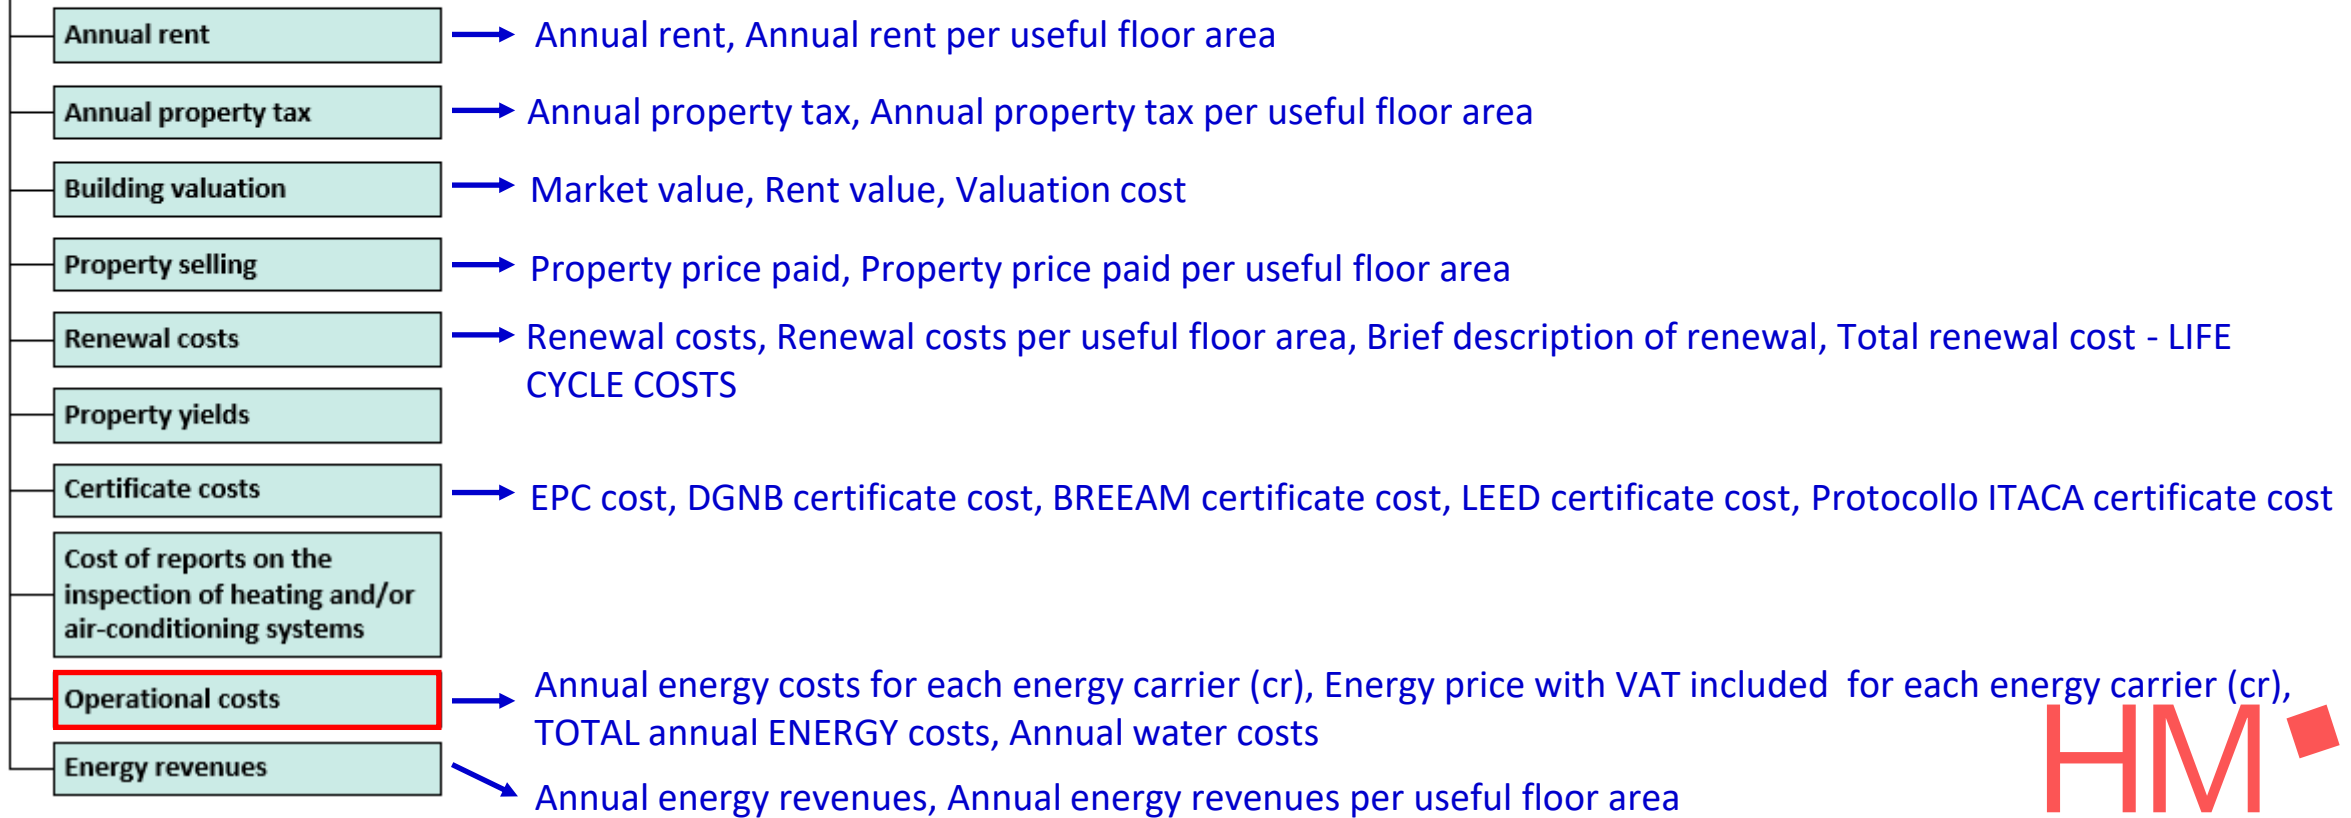 Annual rent
Annual rent, Annual rent per useful floor area
Annual property tax
Annual property tax, Annual property tax per useful floor area
Building valuation
Market value, Rent value, Valuation cost
Property selling
Property price paid, Property price paid per useful floor area
Renewal costs
Renewal costs, Renewal costs per useful floor area, Brief description of renewal, Total renewal cost - LIFE
CYCLE COSTS
Property yields
Certificate costs
EPC cost, DGNB certificate cost, BREEAM certificate cost, LEED certificate cost, Protocollo ITACA certificate cost
Cost of reports on the
inspection of heating and/or
air-conditioning systems
Operational costs
Annual energy costs for each energy carrier (cr), Energy price with VAT included for each energy carrier (cr),
TOTAL annual ENERGY costs, Annual water costs
Energy revenues
Annual energy revenues, Annual energy revenues per useful floor area
HM